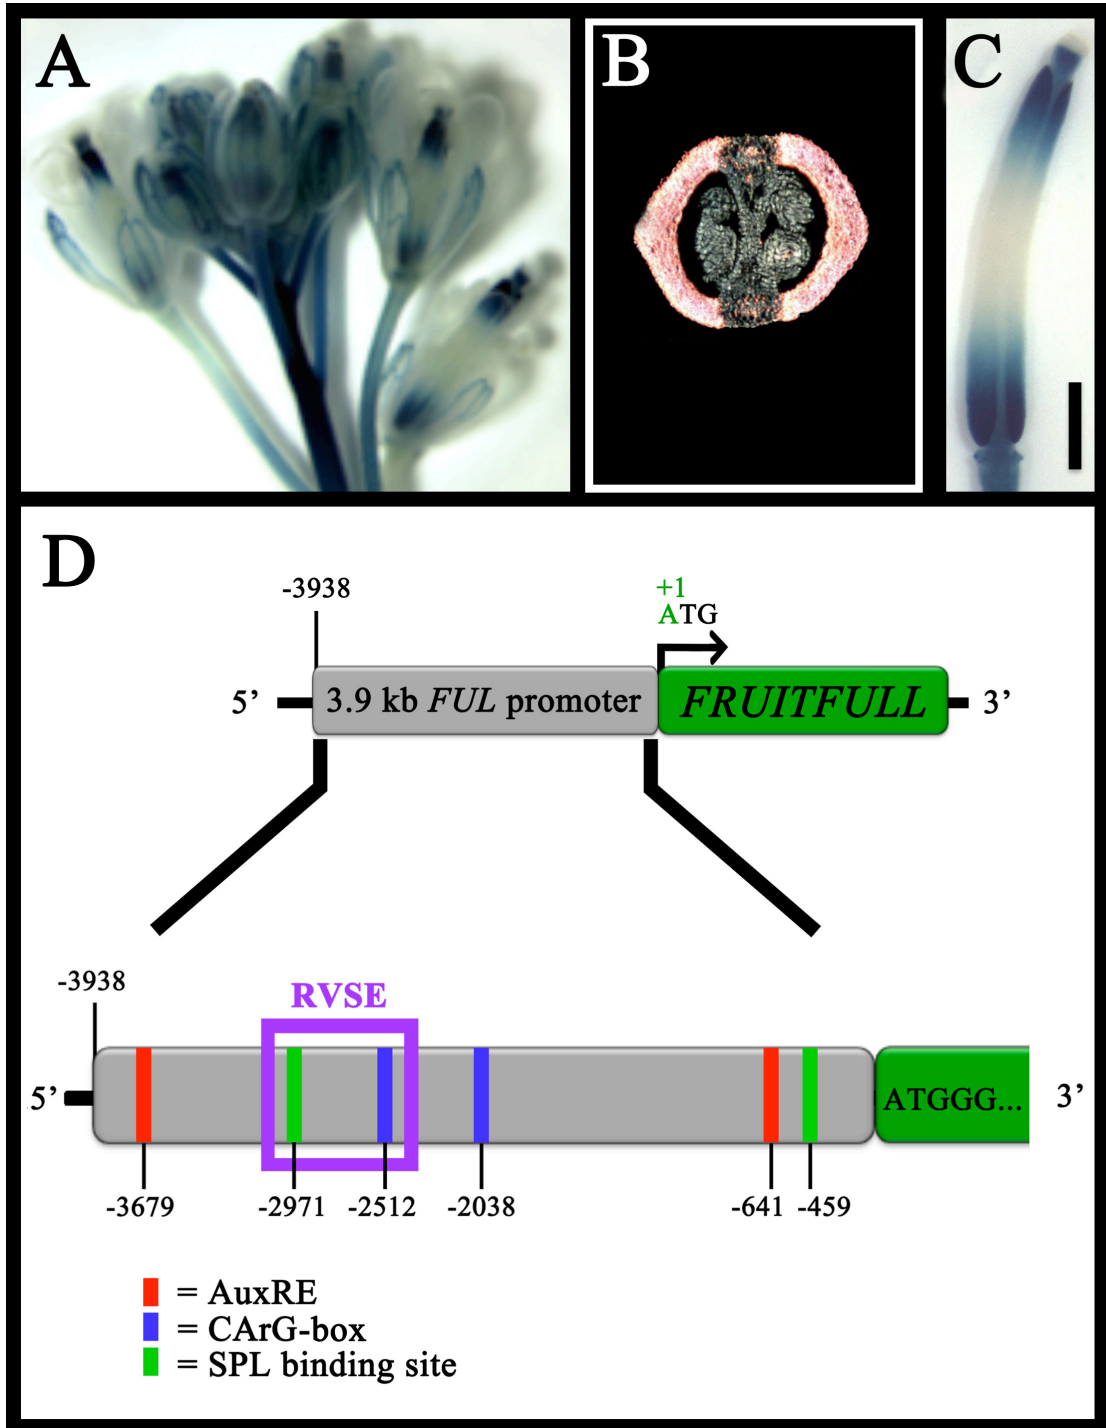 A
B
C
D
-3938
+1
ATG
5’
3.9 kb FUL promoter
FRUITFULL
3’
-3938
RVSE
5’
ATGGG...
3’
-3679
-2971
-2512
-2038
-641
-459
= AuxRE
= CArG-box
= SPL binding site